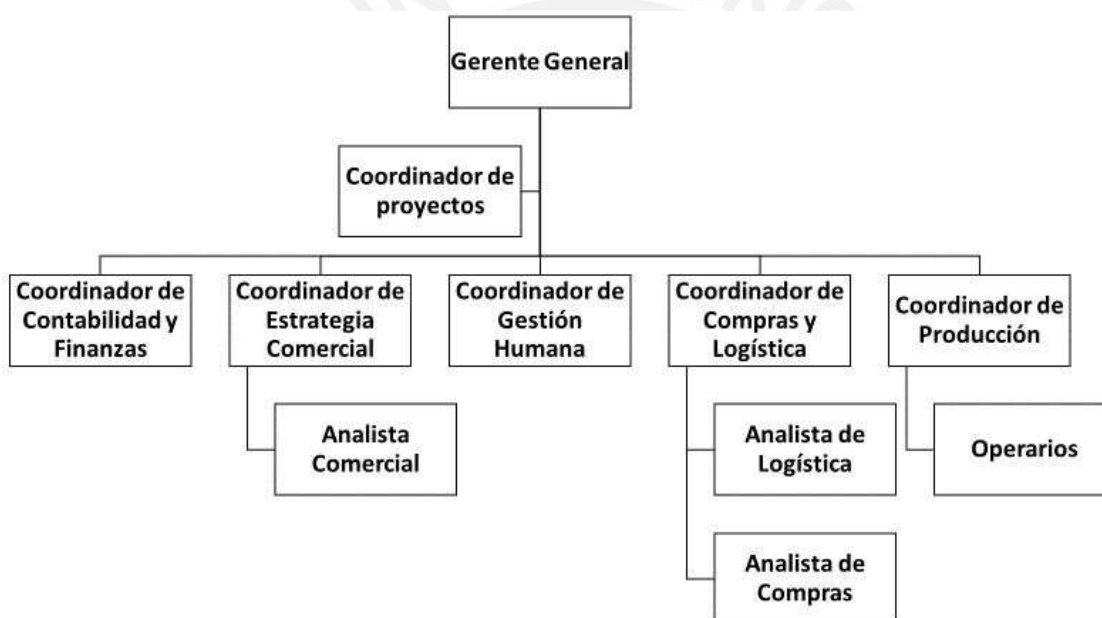 Gerente General
Coordinador de
proyectos
Coordinador de
Contabilidad y
Finanzas
Coordinador de
Estrategia
Comercial
Coordinador de
Gestión
Humana
Coordinador de
Compras y
Logística
Coordinador de
Producción
Analista
Comercial
Analista de
Logística
Operarios
Analista de
Compras